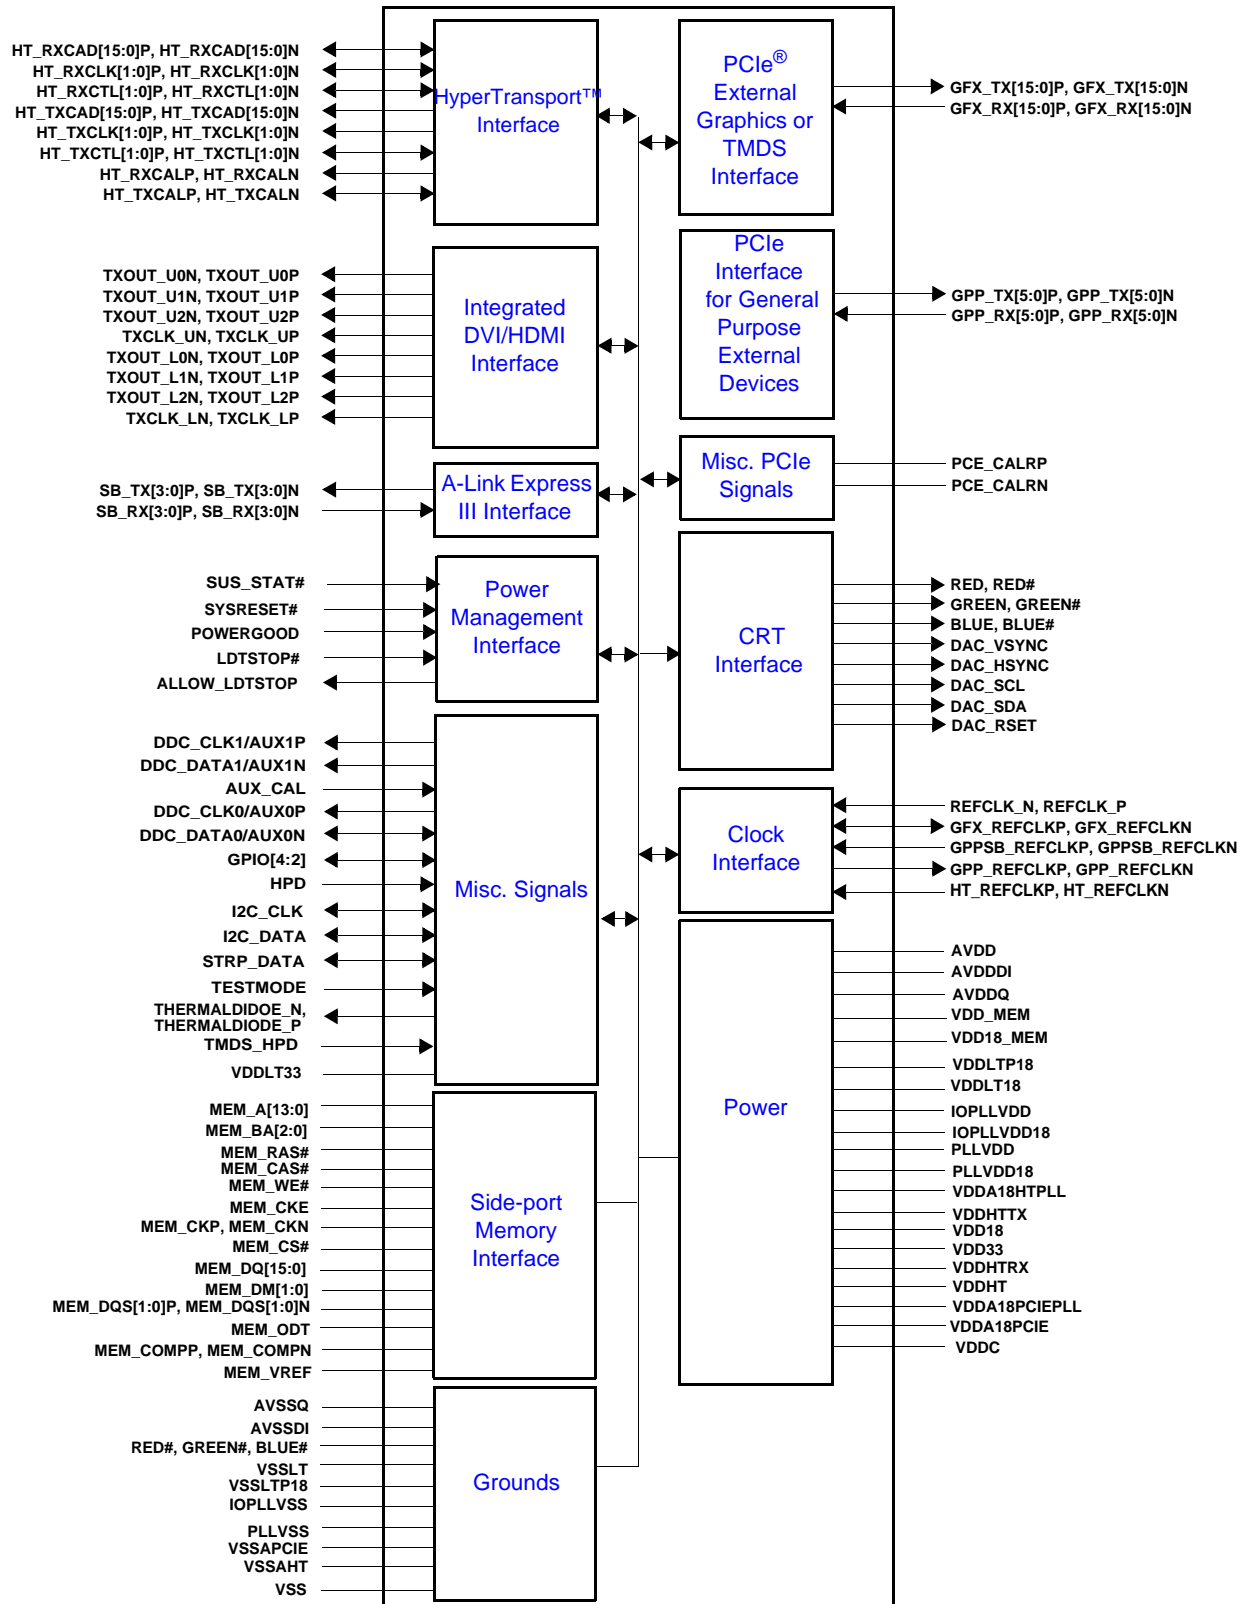 HT_RXCAD[15:0]P, HT_RXCAD[15:0]N
HT_RXCLK[1:0]P, HT_RXCLK[1:0]N
HT_RXCTL[1:0]P, HT_RXCTL[1:0]N
HT_TXCAD[15:0]P, HT_TXCAD[15:0]N
HT_TXCLK[1:0]P, HT_TXCLK[1:0]N
HT_TXCTL[1:0]P, HT_TXCTL[1:0]N
HT_RXCALP, HT_RXCALN
HT_TXCALP, HT_TXCALN
HyperTransport™
Interface
PCIe®
External
Graphics or
TMDS
Interface
GFX_TX[15:0]P, GFX_TX[15:0]N
GFX_RX[15:0]P, GFX_RX[15:0]N
TXOUT_U0N, TXOUT_U0P
TXOUT_U1N, TXOUT_U1P
TXOUT_U2N, TXOUT_U2P
TXCLK_UN, TXCLK_UP
TXOUT_L0N, TXOUT_L0P
TXOUT_L1N, TXOUT_L1P
TXOUT_L2N, TXOUT_L2P
TXCLK_LN, TXCLK_LP
Integrated
DVI/HDMI
Interface
PCIe
Interface
for General
Purpose
External
Devices
GPP_TX[5:0]P, GPP_TX[5:0]N
GPP_RX[5:0]P, GPP_RX[5:0]N
SB_TX[3:0]P, SB_TX[3:0]N
SB_RX[3:0]P, SB_RX[3:0]N
A-Link Express
III Interface
Misc. PCIe
Signals
PCE_CALRP
PCE_CALRN
SUS_STAT#
SYSRESET#
POWERGOOD
LDTSTOP#
ALLOW_LDTSTOP
Power
Management
Interface
CRT
Interface
RED, RED#
GREEN, GREEN#
BLUE, BLUE#
DAC_VSYNC
DAC_HSYNC
DAC_SCL
DAC_SDA
DAC_RSET
DDC_CLK1/AUX1P
DDC_DATA1/AUX1N
AUX_CAL
DDC_CLK0/AUX0P
DDC_DATA0/AUX0N
GPIO[4:2]
HPD
I2C_CLK
I2C_DATA
STRP_DATA
TESTMODE
THERMALDIDOE_N,
THERMALDIODE_P
TMDS_HPD
VDDLT33
Misc. Signals
Clock
Interface
REFCLK_N, REFCLK_P
GFX_REFCLKP, GFX_REFCLKN
GPPSB_REFCLKP, GPPSB_REFCLKN
GPP_REFCLKP, GPP_REFCLKN
HT_REFCLKP, HT_REFCLKN
Power
AVDD
AVDDDI
AVDDQ
VDD_MEM
VDD18_MEM
VDDLTP18
VDDLT18
IOPLLVDD
IOPLLVDD18
PLLVDD
PLLVDD18
VDDA18HTPLL
VDDHTTX
VDD18
VDD33
VDDHTRX
VDDHT
VDDA18PCIEPLL
VDDA18PCIE
VDDC
MEM_A[13:0]
MEM_BA[2:0]
MEM_RAS#
MEM_CAS#
MEM_WE#
MEM_CKE
MEM_CKP, MEM_CKN
MEM_CS#
MEM_DQ[15:0]
MEM_DM[1:0]
MEM_DQS[1:0]P, MEM_DQS[1:0]N
MEM_ODT
MEM_COMPP, MEM_COMPN
MEM_VREF
Side-port
Memory
Interface
AVSSQ
AVSSDI
RED#, GREEN#, BLUE#
VSSLT
VSSLTP18
IOPLLVSS
PLLVSS
VSSAPCIE
VSSAHT
VSS
Grounds